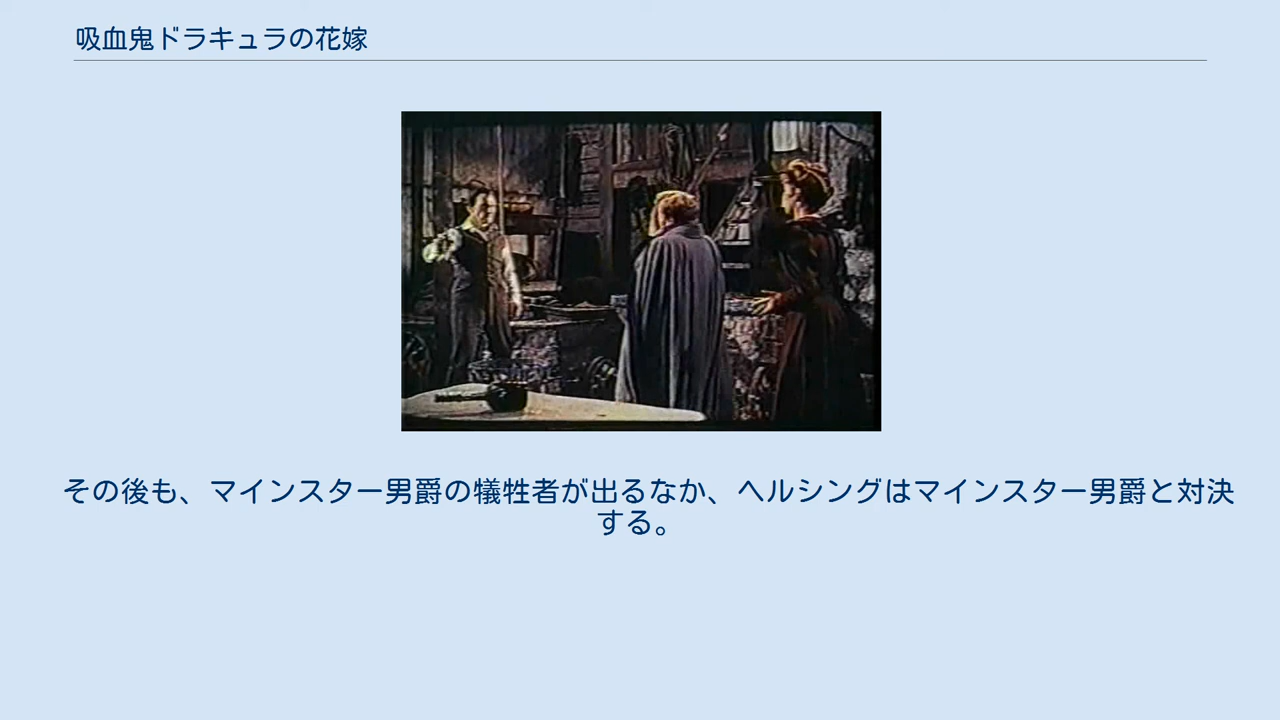 吸血鬼ドラキュラの花嫁
その後も、マインスター男爵の犠牲者が出るなか、ヘルシングはマインスター男爵と対決
する。